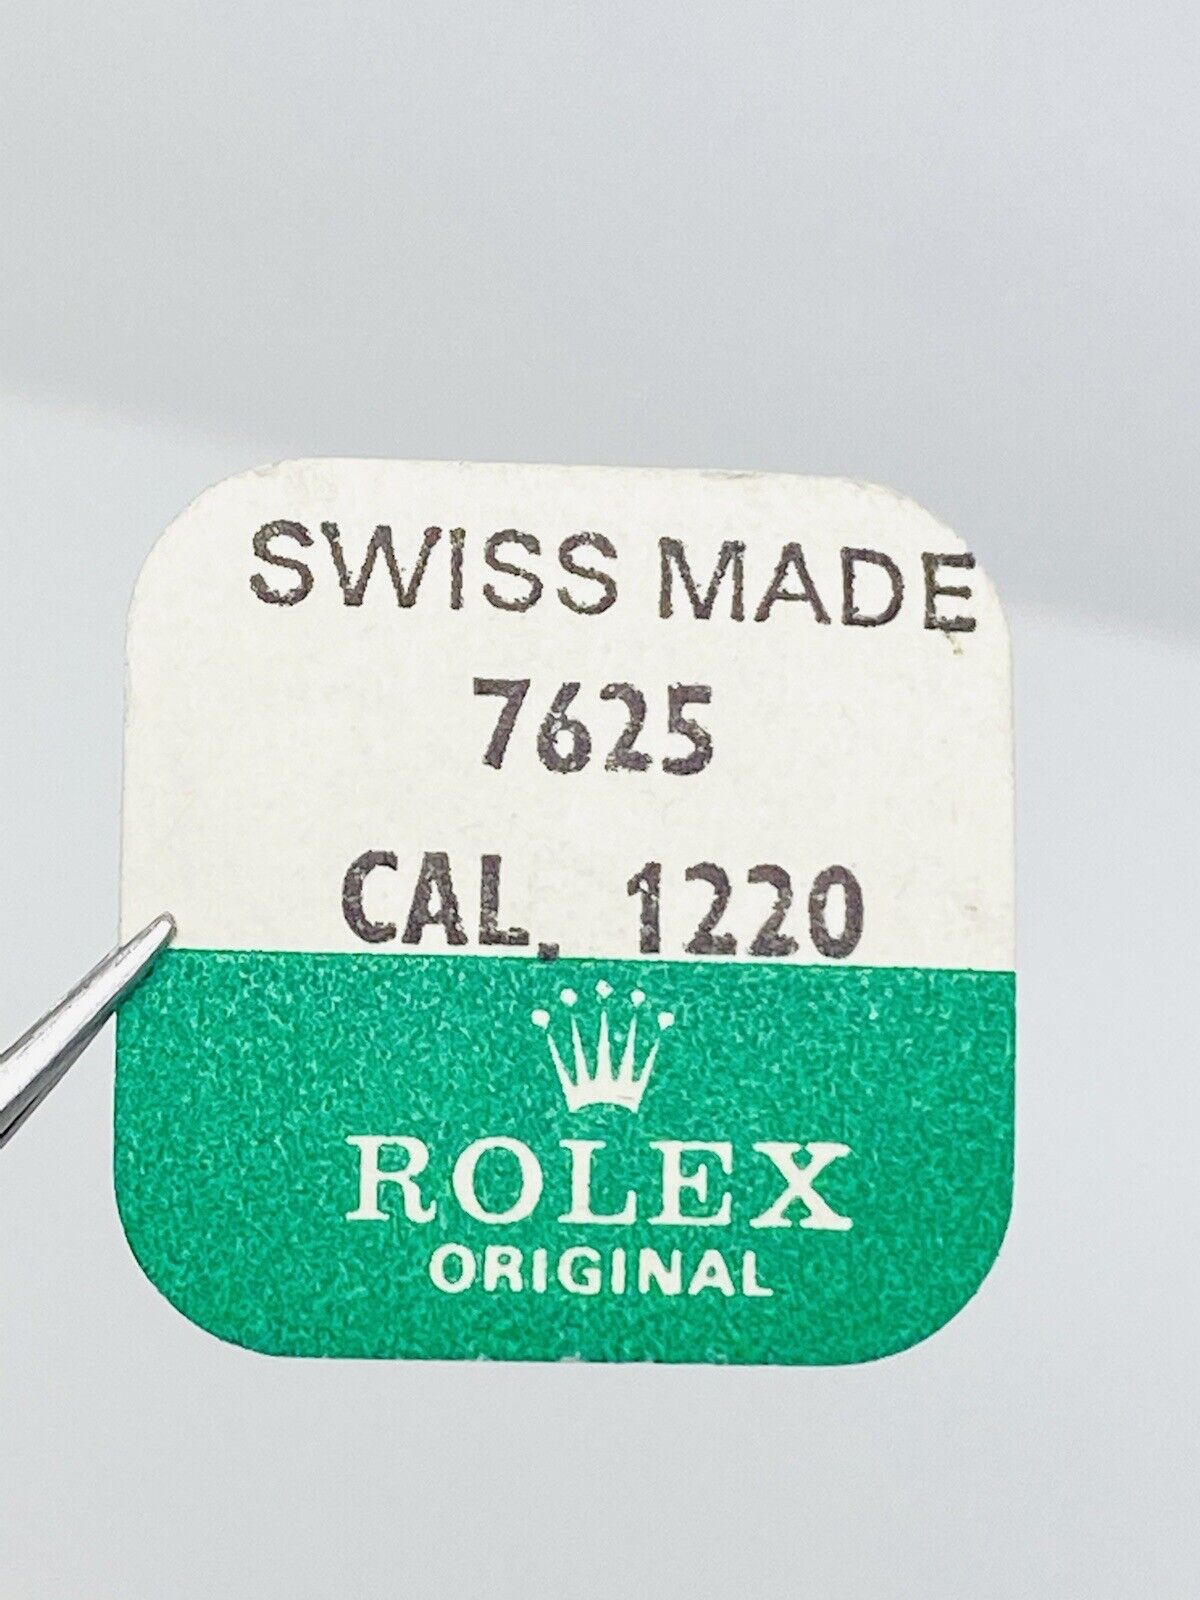 SWISS MADE
7625
CAL. 1220
ROLEX
ORIGINAL